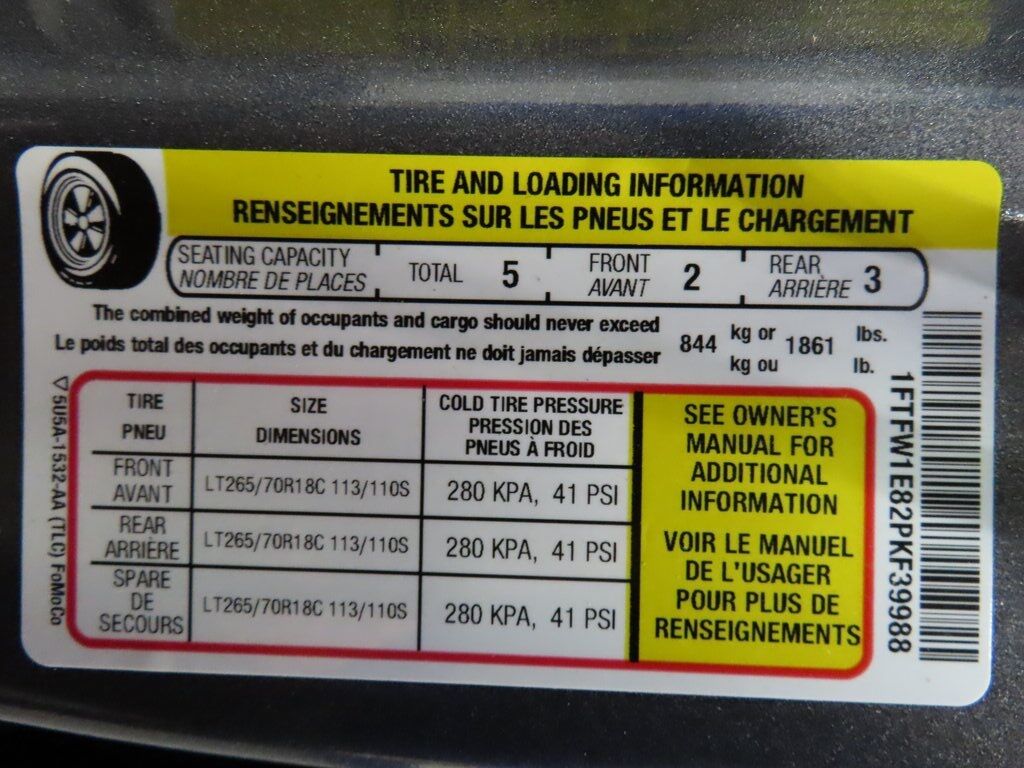 TIRE AND LOADING INFORMATION
RENSEIGNEMENTS SUR LES PNEUS ET LE CHARGEMENT
SEATING CAPACITY TOTAL 5 FRONT 2 REAR 3
NOMBRE DE PLACES AVANT ARRIÈRE
The combined weight of occupants and cargo should never exceed 844 kg or 1861 lbs.
Le poids total des occupants et du chargement ne doit jamais dépasser kg ou lb.
TIRE SIZE COLD TIRE PRESSURE
PNEU DIMENSIONS PRESSION DES
PNEUS À FROID
FRONT
AVANT LT265/70R18C 113/110S 280 KPA, 41 PSI
REAR
ARRIÈRE LT265/70R18C 113/110S 280 KPA, 41 PSI
SPARE
DE
SECOURS LT265/70R18C 113/110S 280 KPA, 41 PSI
SEE OWNER'S
MANUAL FOR
ADDITIONAL
INFORMATION
VOIR LE MANUEL
DE L'USAGER
POUR PLUS DE
RENSEIGNEMENTS
1FTFW1E82PKF39988
▽5U5A-1532-AA (TLC) FoMoCo